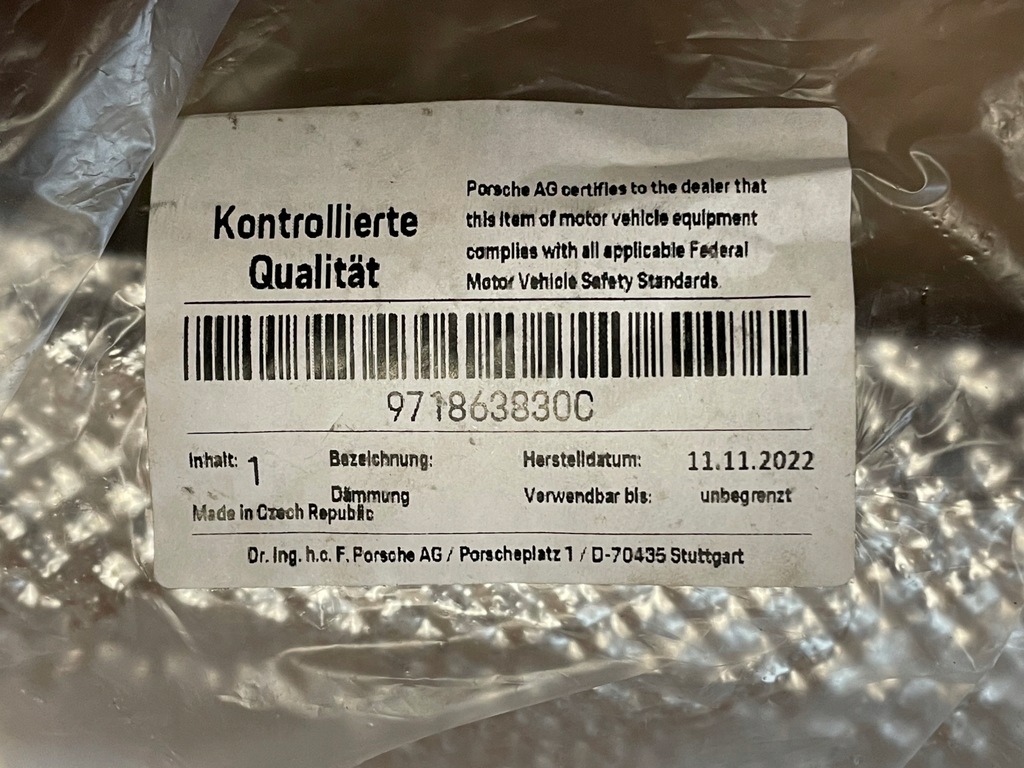 Kontrollierte
Qualität
Porsche AG certifies to the dealer that
this item of motor vehicle equipment
complies with all applicable Federal
Motor Vehicle Safety Standards.
971863830C
Inhalt: 1
Bezeichnung:
Dämmung
Made in Czech Republic
Herstelldatum: 11.11.2022
Verwendbar bis: unbegrenzt
Dr. Ing. h.c. F. Porsche AG / Porscheplatz 1 / D-70435 Stuttgart